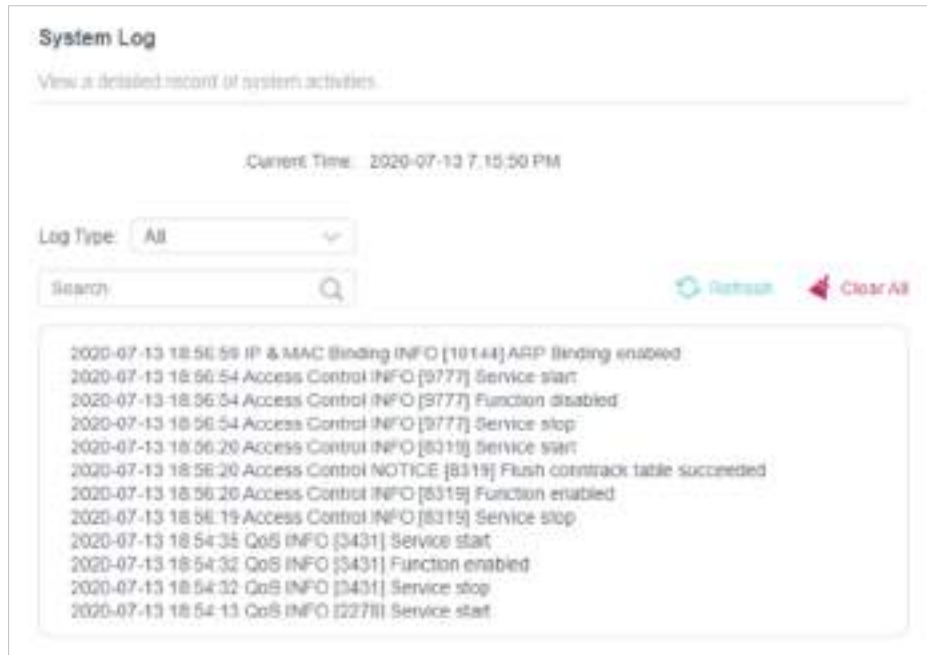 System Log
View a detailed record of system activities.
Current Time: 2020-07-13 7:15:50 PM
Log Type: All
Search
Refresh
Clear All
2020-07-13 18:56:59 IP & MAC Binding INFO [10144] ARP Binding enabled
2020-07-13 18:56:54 Access Control INFO [9777] Service start
2020-07-13 18:56:54 Access Control INFO [9777] Function disabled
2020-07-13 18:56:54 Access Control INFO [9777] Service stop
2020-07-13 18:56:20 Access Control INFO [8319] Service start
2020-07-13 18:56:20 Access Control NOTICE [8319] Flush conntrack table succeeded
2020-07-13 18:56:20 Access Control INFO [8319] Function enabled
2020-07-13 18:56:19 Access Control INFO [8319] Service stop
2020-07-13 18:54:35 QoS INFO [3431] Service start
2020-07-13 18:54:32 QoS INFO [3431] Function enabled
2020-07-13 18:54:32 QoS INFO [3431] Service stop
2020-07-13 18:54:13 QoS INFO Service start